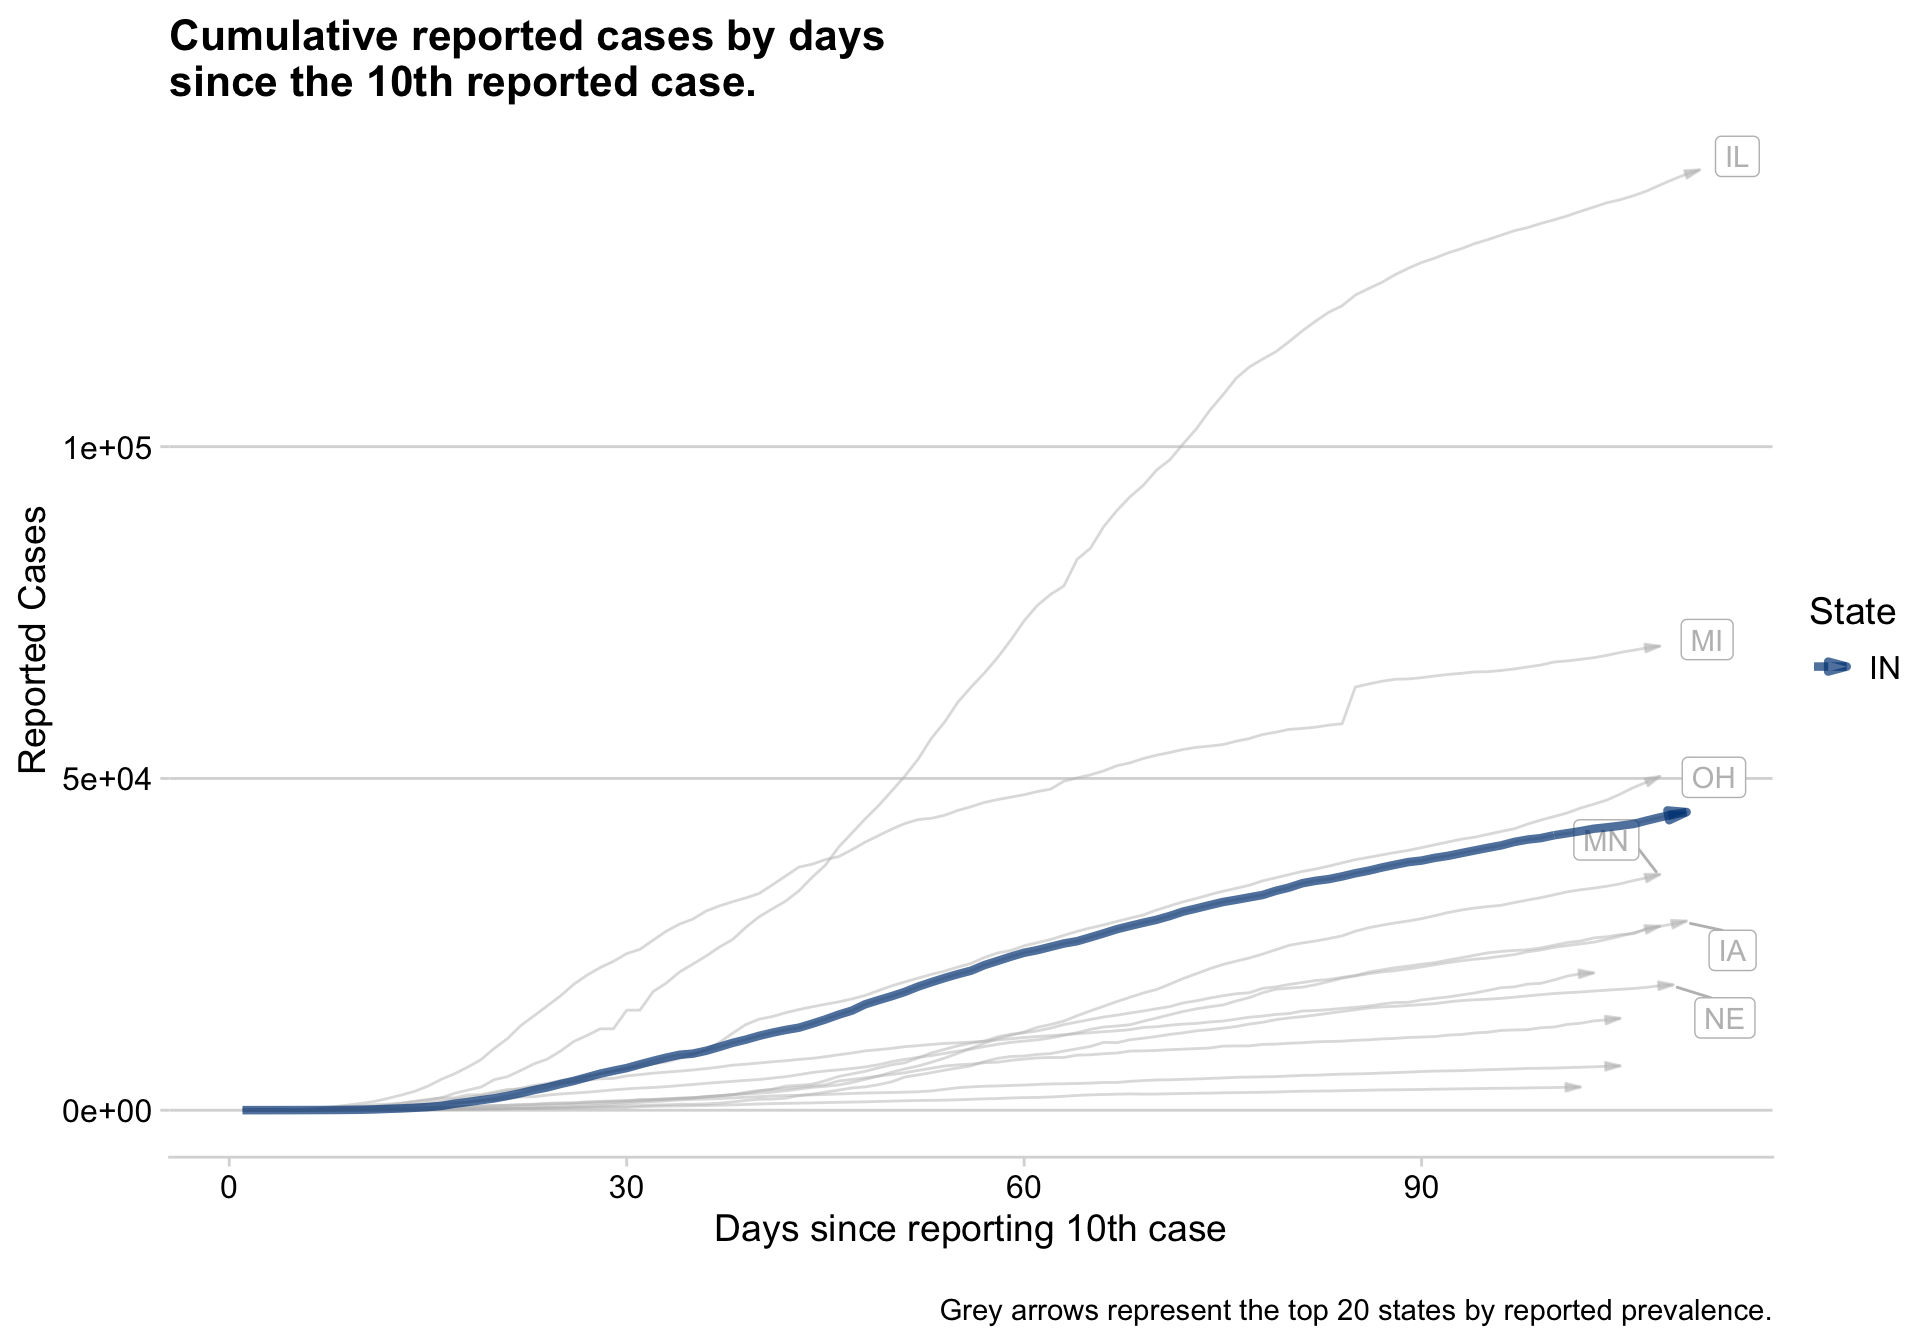 Cumulative reported cases by days
since the 10th reported case.
IL
1e+05
Reported Cases
State
MI
IN
5e+04
OH
MN
IA
NE
0e+00
0 30 60 90
Days since reporting 10th case
Grey arrows represent the top 20 states by reported prevalence.